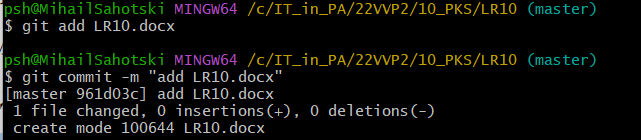 psh@MihailSahotski MINGW64 /c/IT_in_PA/22VVP2/10_PKS/LR10 (master)
$ git add LR10.docx
psh@MihailSahotski MINGW64 /c/IT_in_PA/22VVP2/10_PKS/LR10 (master)
$ git commit -m "add LR10.docx"
[master 961d03c] add LR10.docx
 1 file changed, 0 insertions(+), 0 deletions(-)
 create mode 100644 LR10.docx